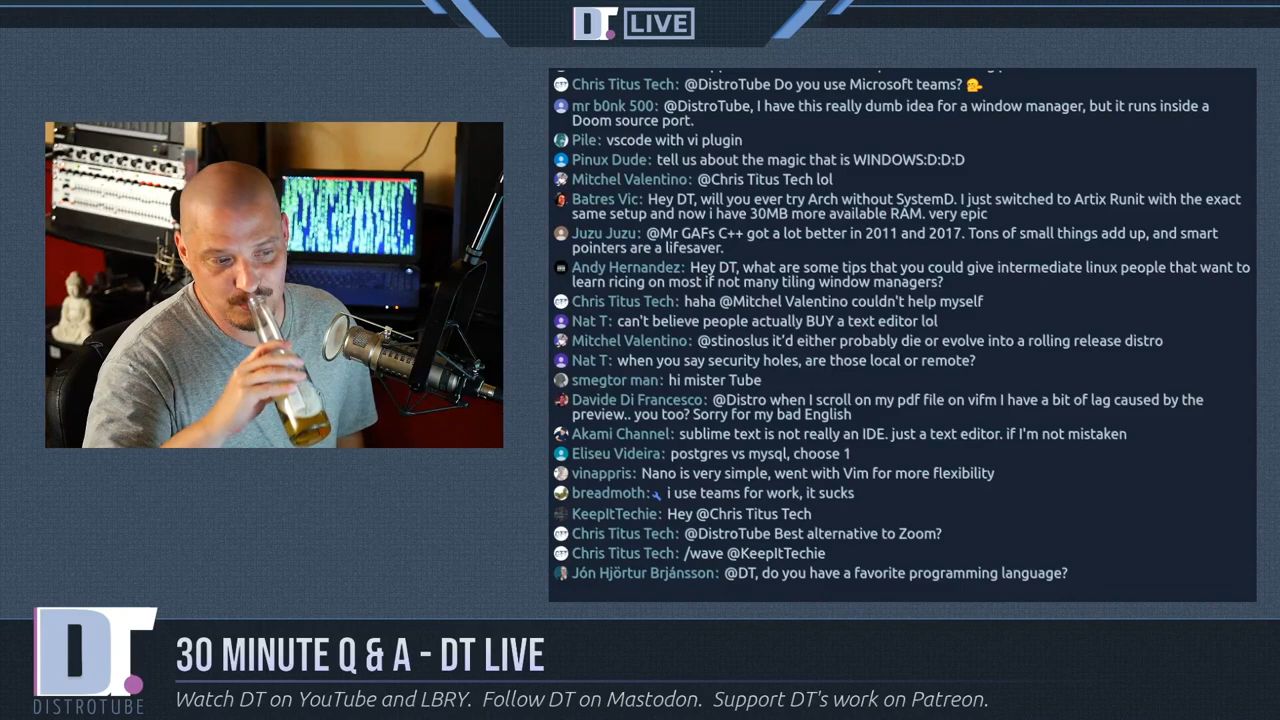 DT. LIVE
Chris Titus Tech: @DistroTube Do you use Microsoft teams?
mr b0nk 500: @DistroTube, I have this really dumb idea for a window manager, but it runs inside a
Doom source port.
Pile: vscode with vi plugin
Pinux Dude: tell us about the magic that is WINDOWS:D:D:D
Mitchel Valentino: @Chris Titus Tech lol
Batres Vic: Hey DT, will you ever try Arch without SystemD. I just switched to Artix Runit with the exact
same setup and now i have 30MB more available RAM. very epic
Juzu Juzu: @Mr GAFs C++ got a lot better in 2011 and 2017. Tons of small things add up, and smart
pointers are a lifesaver.
Andy Hernandez: Hey DT, what are some tips that you could give intermediate linux people that want to
learn ricing on most if not many tiling window managers?
Chris Titus Tech: haha @Mitchel Valentino couldn't help myself
Nat T: can't believe people actually BUY a text editor lol
Mitchel Valentino: @stinoslus it’d either probably die or evolve into a rolling release distro
Nat T: when you say security holes, are those local or remote?
smegtor man: hi mister Tube
Davide Di Francesco: @Distro when I scroll on my pdf file on vifm I have a bit of lag caused by the
preview.. you too? Sorry for my bad English
Akami Channel: sublime text is not really an IDE. just a text editor. if I'm not mistaken
Eliseu Videira: postgres vs mysql, choose 1
vinappris: Nano is very simple, went with Vim for more flexibility
breadmoth: i use teams for work, it sucks
KeepItTechie: Hey @Chris Titus Tech
Chris Titus Tech: @DistroTube Best alternative to Zoom?
Chris Titus Tech: /wave @KeepItTechie
Jón Hjörtur Brjánsson: @DT, do you have a favorite programming language?
DT.
DISTROTUBE
30 MINUTE Q & A - DT LIVE
Watch DT on YouTube and LBRY. Follow DT on Mastodon. Support DT's work on Patreon.